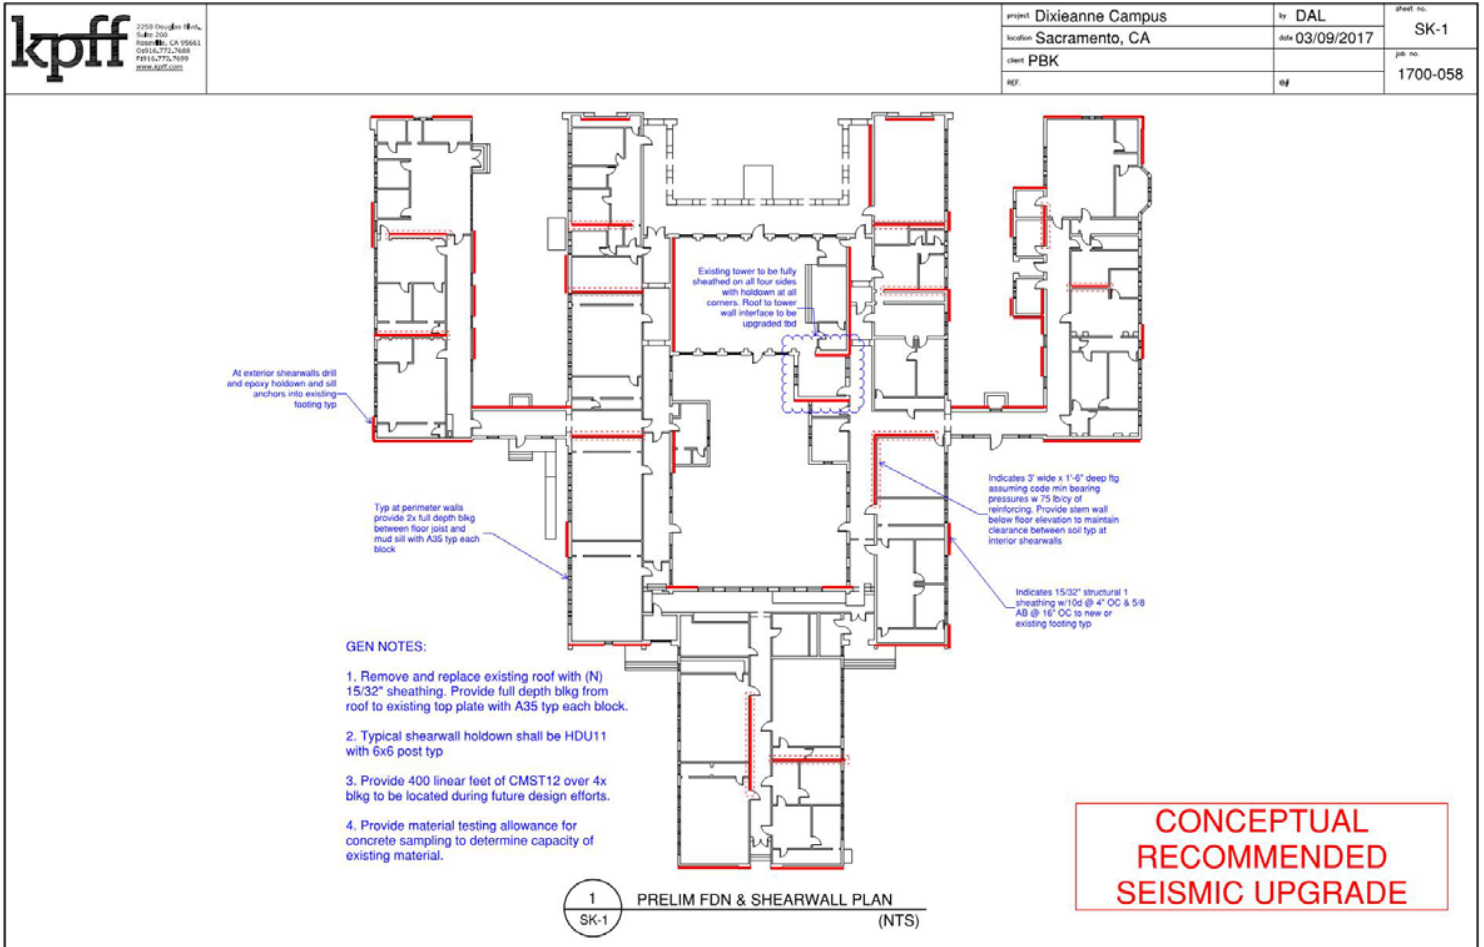 kpff
2250 Douglas Blvd.,
Suite 200
Roseville, CA 95661
O:916.772.7688
F:916.772.7699
www.kpff.com
project Dixieanne Campus
by DAL
sheet no.
SK-1
location Sacramento, CA
date 03/09/2017
client PBK
job no.
1700-058
REF.
Existing tower to be fully
sheathed on all four sides
with holdown at all
corners. Roof to tower
wall interface to be
upgraded tbd
At exterior shearwalls drill
and epoxy holdown and sill
anchors into existing
footing typ
Typ at perimeter walls
provide 2x full depth blkg
between floor joist and
mud sill with A35 typ each
block
Indicates 3' wide x 1'-6" deep ftg
assuming code min bearing
pressures w 75 lb/cy of
reinforcing. Provide stem wall
below floor elevation to maintain
clearance between soil typ at
interior shearwalls
Indicates 15/32" structural 1
sheathing w/10d @ 4" OC & 5/8
AB @ 16" OC to new or
existing footing typ
GEN NOTES:
1. Remove and replace existing roof with (N)
15/32" sheathing. Provide full depth blkg from
roof to existing top plate with A35 typ each block.
2. Typical shearwall holdown shall be HDU11
with 6x6 post typ
3. Provide 400 linear feet of CMST12 over 4x
blkg to be located during future design efforts.
4. Provide material testing allowance for
concrete sampling to determine capacity of
existing material.
1
SK-1
PRELIM FDN & SHEARWALL PLAN
(NTS)
CONCEPTUAL
RECOMMENDED
SEISMIC UPGRADE